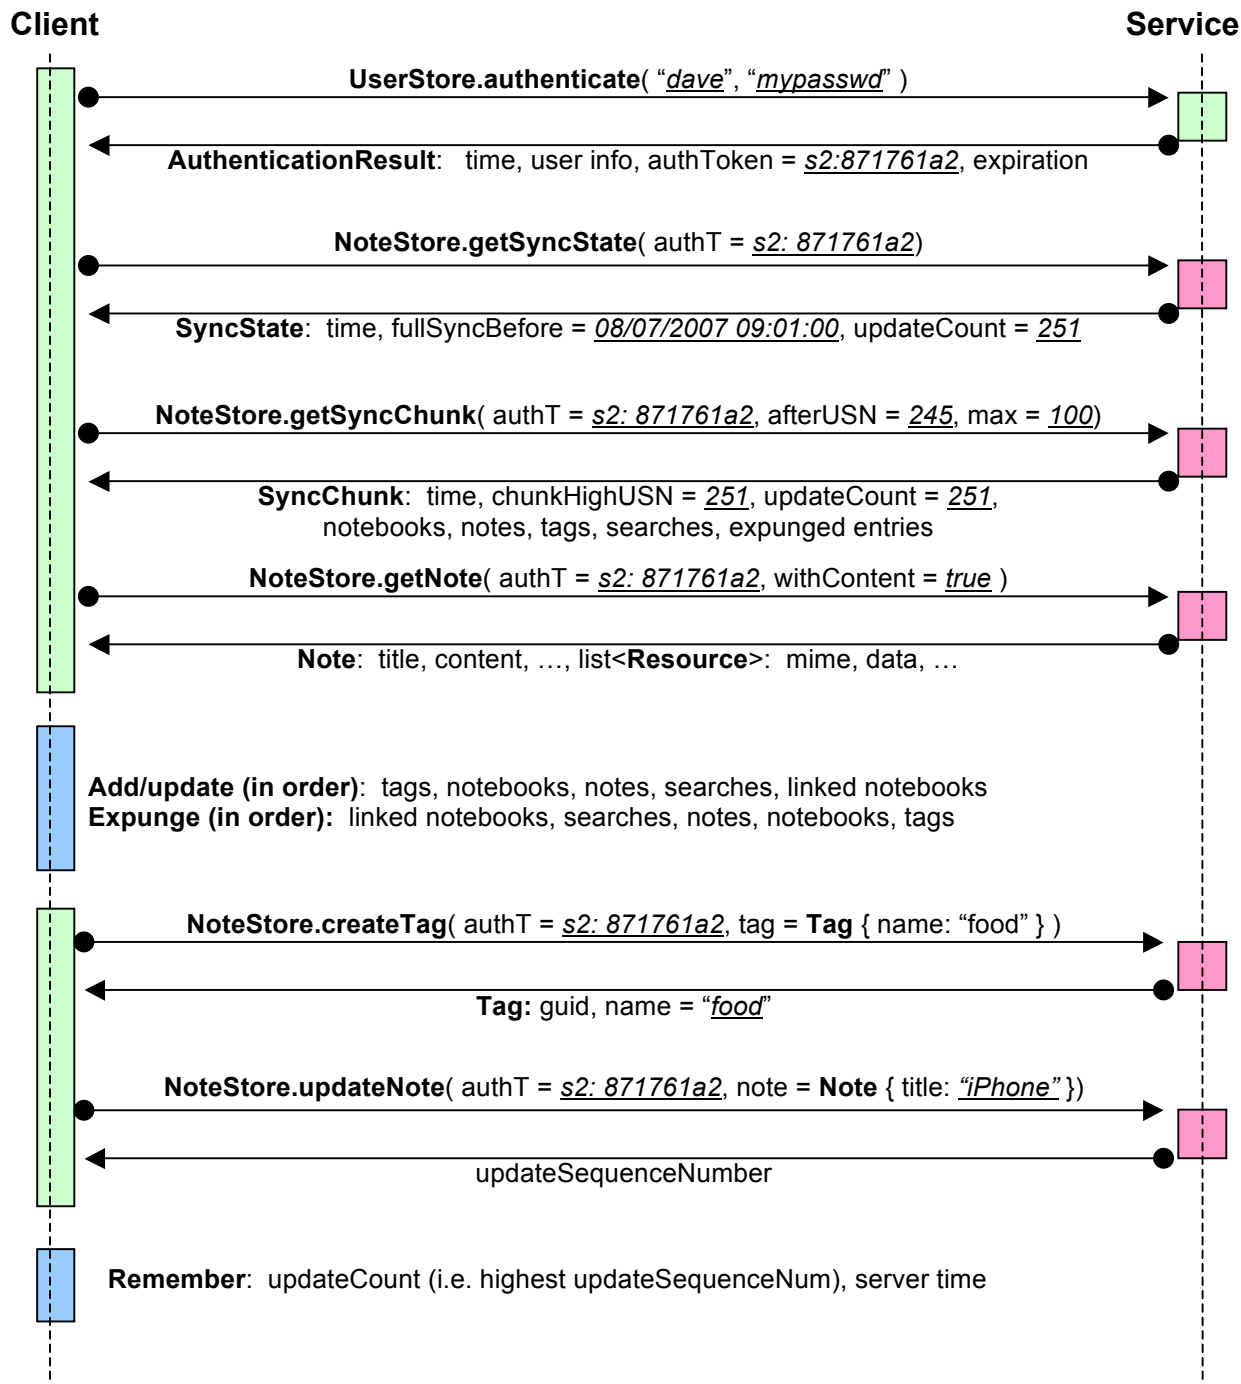 Client Service
UserStore.authenticate( “dave”, “mypasswd” )
AuthenticationResult: time, user info, authToken = s2:871761a2, expiration
NoteStore.getSyncState( authT = s2: 871761a2)
SyncState: time, fullSyncBefore = 08/07/2007 09:01:00, updateCount = 251
NoteStore.getSyncChunk( authT = s2: 871761a2, afterUSN = 245, max = 100)
SyncChunk: time, chunkHighUSN = 251, updateCount = 251,
notebooks, notes, tags, searches, expunged entries
NoteStore.getNote( authT = s2: 871761a2, withContent = true )
Note: title, content, …, list<Resource>: mime, data, …
Add/update (in order): tags, notebooks, notes, searches, linked notebooks
Expunge (in order): linked notebooks, searches, notes, notebooks, tags
NoteStore.createTag( authT = s2: 871761a2, tag = Tag { name: “food” } )
Tag: guid, name = “food”
NoteStore.updateNote( authT = s2: 871761a2, note = Note { title: “iPhone” })
updateSequenceNumber
Remember: updateCount (i.e. highest updateSequenceNum), server time